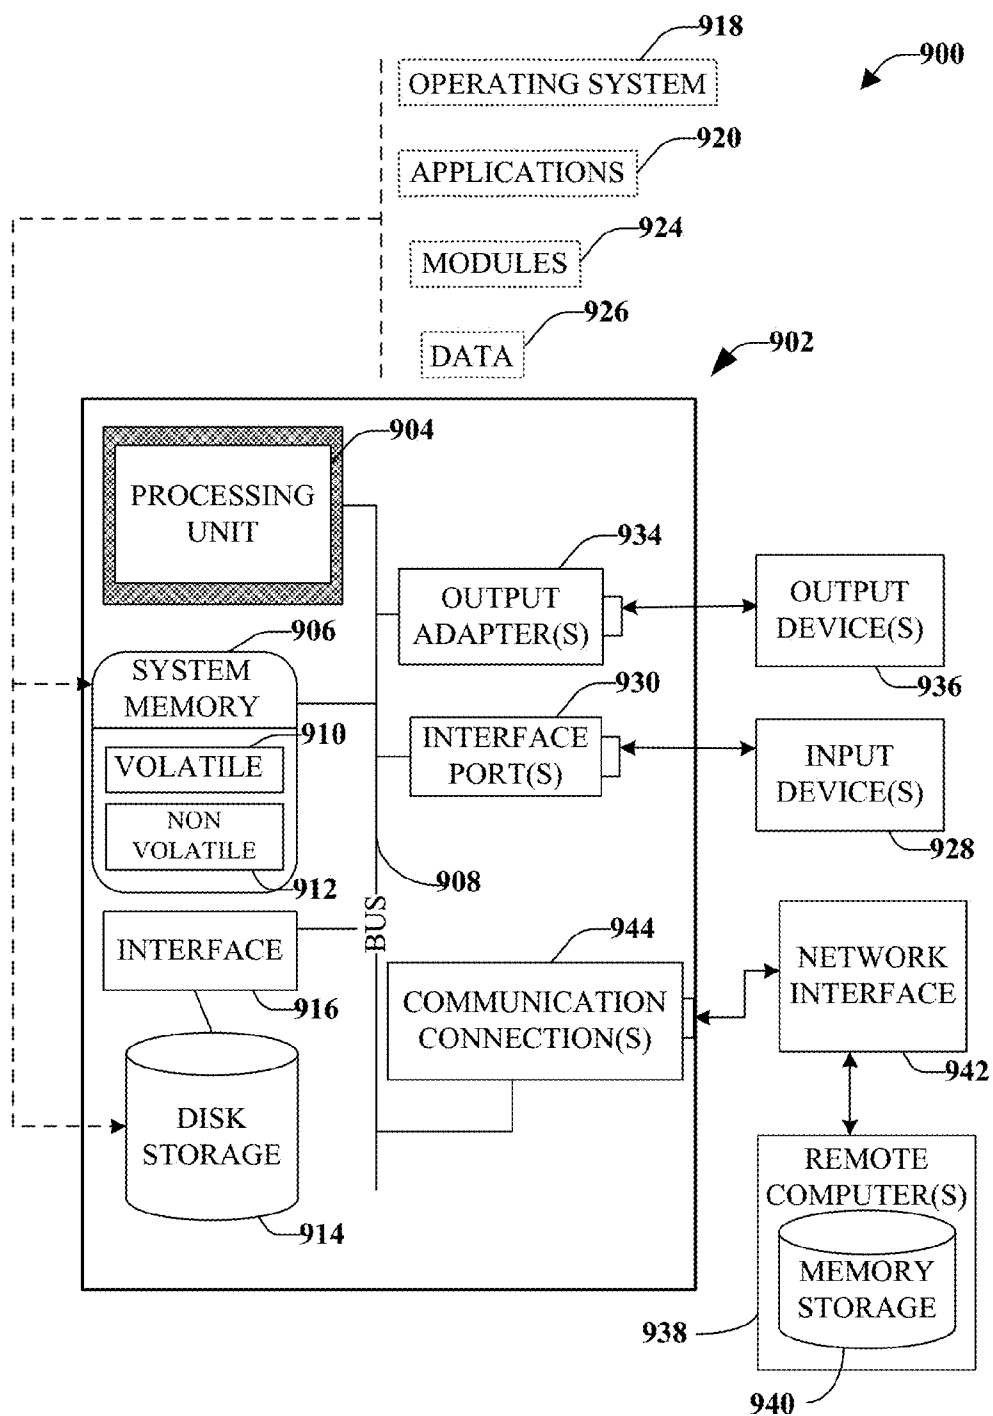 918
900
OPERATING SYSTEM
920
APPLICATIONS
924
MODULES
926
DATA
902
904
PROCESSING
UNIT
934
OUTPUT
ADAPTER(S)
OUTPUT
DEVICE(S)
936
906
SYSTEM
MEMORY
910
VOLATILE
NON
VOLATILE
912
930
INTERFACE
PORT(S)
INPUT
DEVICE(S)
928
908
BUS
INTERFACE
916
944
COMMUNICATION
CONNECTION(S)
NETWORK
INTERFACE
942
DISK
STORAGE
914
REMOTE
COMPUTER(S)
MEMORY
STORAGE
938
940